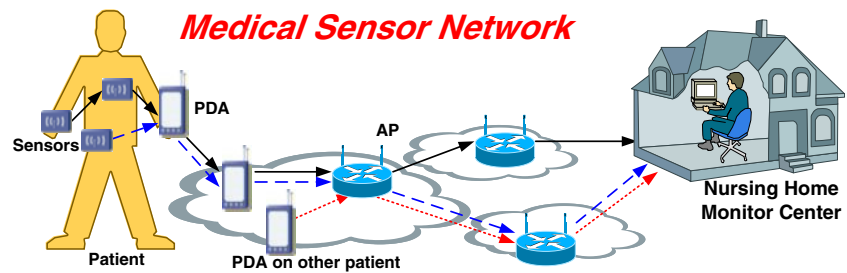 Medical Sensor Network
PDA
Sensors
AP
Nursing Home
Monitor Center
Patient
PDA on other patient